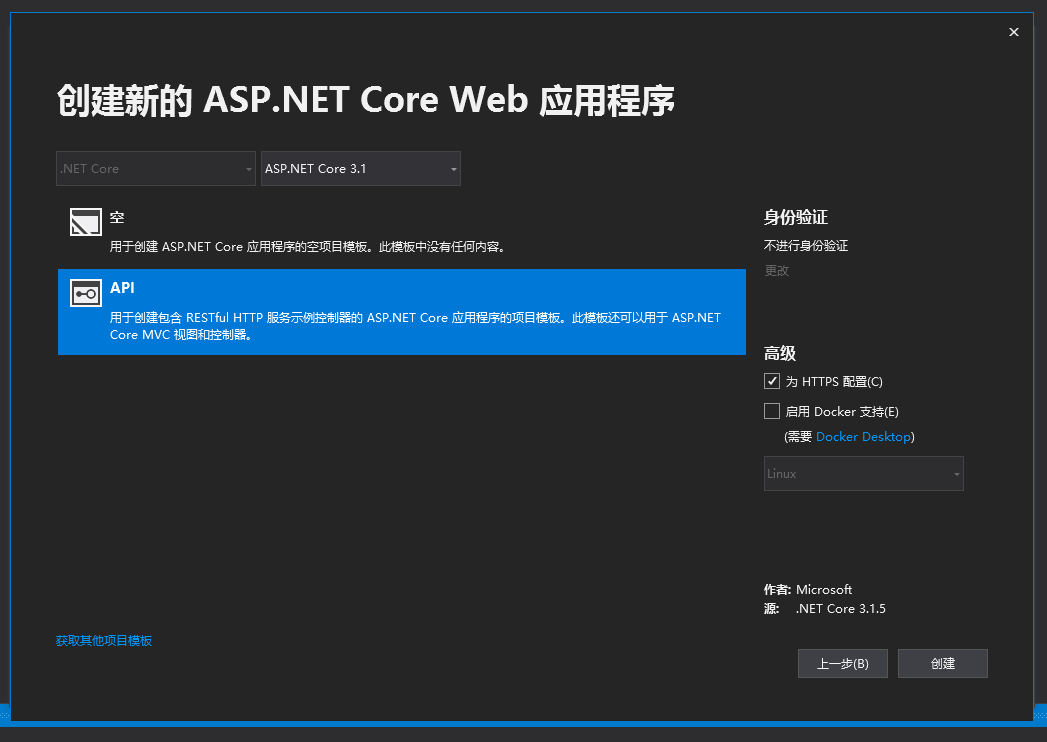 创建新的 ASP.NET Core Web 应用程序
.NET Core
ASP.NET Core 3.1
空
用于创建 ASP.NET Core 应用程序的空项目模板。此模板中没有任何内容。
API
用于创建包含 RESTful HTTP 服务示例控制器的 ASP.NET Core 应用程序的项目模板。此模板还可以用于 ASP.NET
Core MVC 视图和控制器。
身份验证
不进行身份验证
更改
高级
为 HTTPS 配置(C)
启用 Docker 支持(E)
(需要 Docker Desktop)
Linux
作者: Microsoft
源: .NET Core 3.1.5
获取其他项目模板
上一步(B)
创建